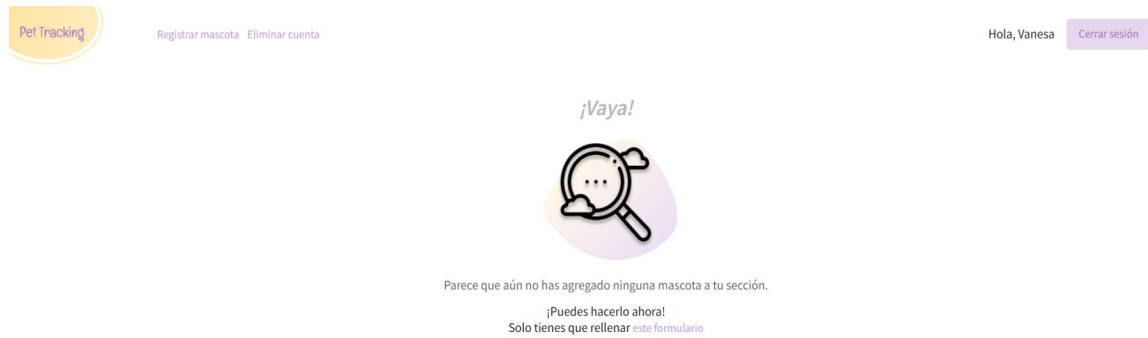 Pet Tracking
Registrar mascota Eliminar cuenta
Hola, Vanesa
Cerrar sesión
¡Vaya!
Parece que aún no has agregado ninguna mascota a tu sección.
¡Puedes hacerlo ahora!
Solo tienes que rellenar este formulario